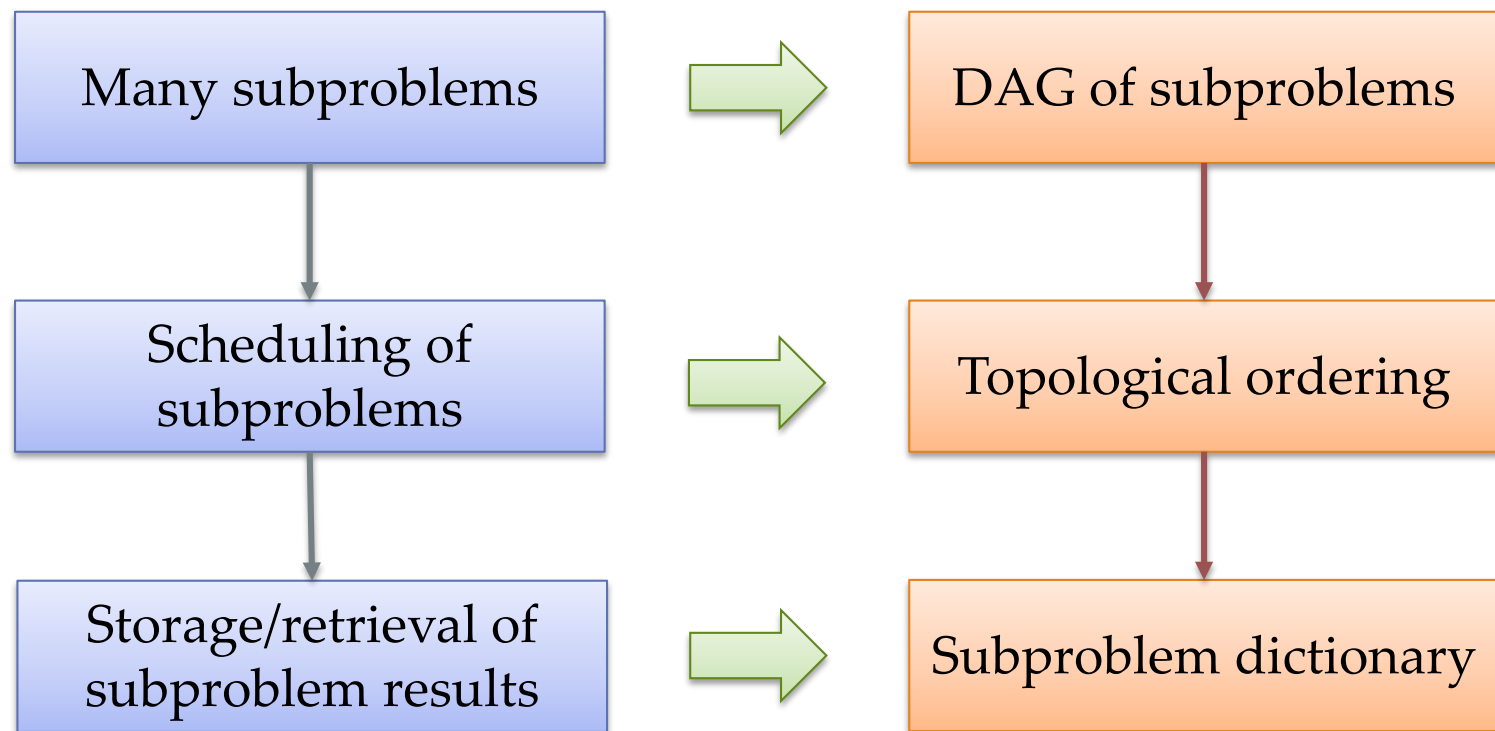 Many subproblems
DAG of subproblems
Scheduling of
subproblems
Topological ordering
Storage/retrieval of
subproblem results
Subproblem dictionary